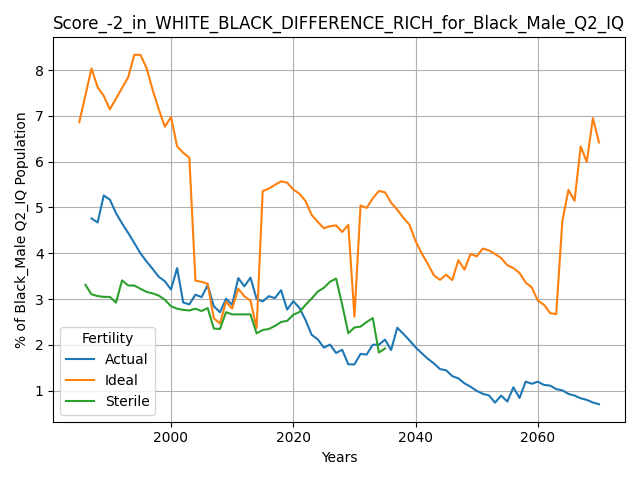 Score_-2_in_WHITE_BLACK_DIFFERENCE_RICH_for_Black_Male_Q2_IQ
% of Black_Male Q2_IQ Population
8
7
6
5
4
3
2
1
Fertility
Actual
Ideal
Sterile
2000 2020 2040 2060
Years